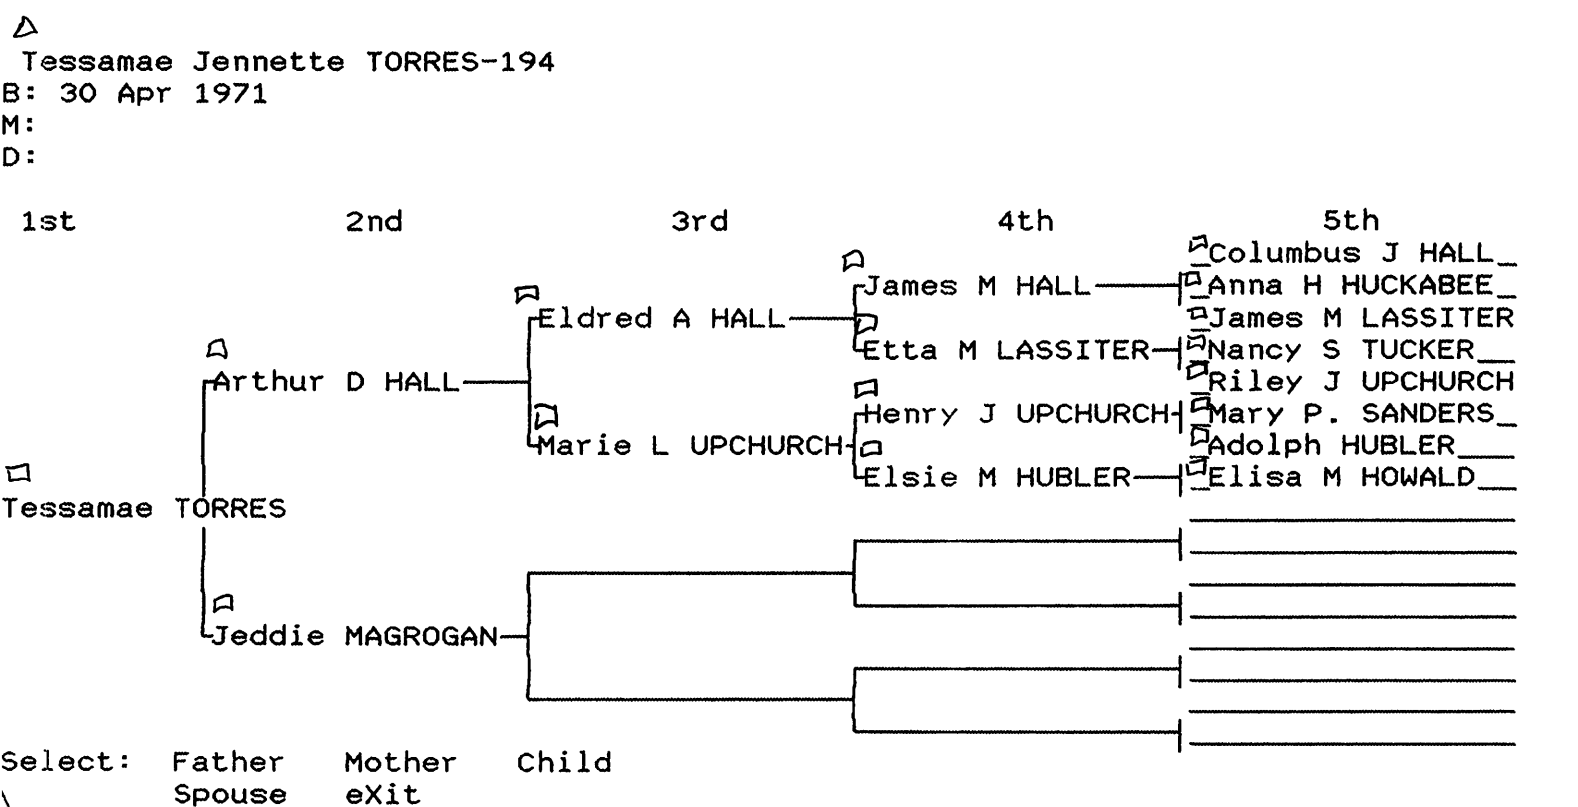 Tessamae Jennette TORRES-194
B: 30 Apr 1971
M:
D:
1st 2nd 3rd 4th 5th
Columbus J HALL
James M HALL
Anna H HUCKABEE
Eldred A HALL
James M LASSITER
Etta M LASSITER
Nancy S TUCKER
Arthur D HALL
Riley J UPCHURCH
Henry J UPCHURCH
Mary P. SANDERS
Marie L UPCHURCH
Adolph HUBLER
Elsie M HUBLER
Elisa M HOWALD
Tessamae TORRES
Jeddie MAGROGAN
Select: Father Mother Child
Spouse eXit